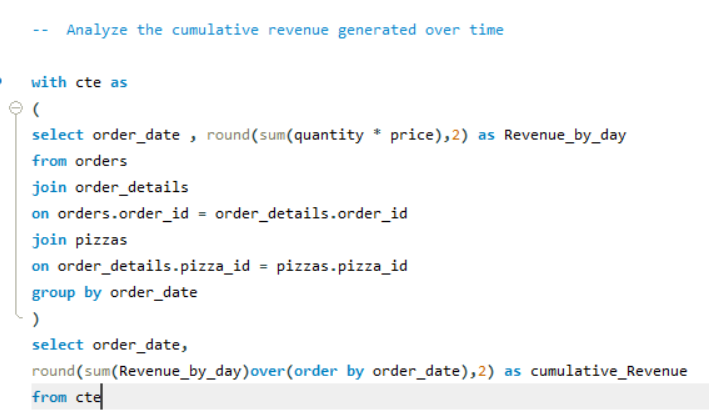 --  Analyze the cumulative revenue generated over time
with cte as
(
select order_date , round(sum(quantity * price),2) as Revenue_by_day
from orders
join order_details
on orders.order_id = order_details.order_id
join pizzas
on order_details.pizza_id = pizzas.pizza_id
group by order_date
)
select order_date,
round(sum(Revenue_by_day)over(order by order_date),2) as cumulative_Revenue
from cte